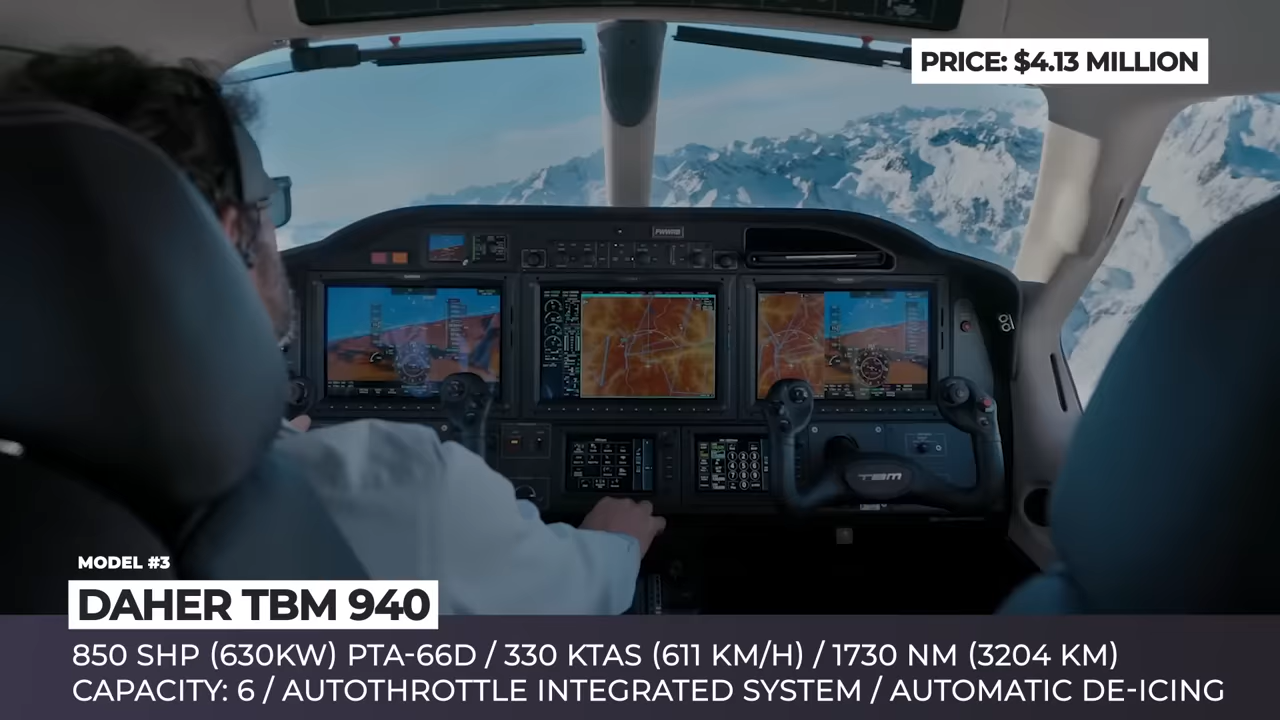 PRICE: $4.13 MILLION
TBM
MODEL #3
DAHER TBM 940
850 SHP (630KW) PTA-66D / 330 KTAS (611 KM/H) / 1730 NM (3204 KM)
CAPACITY: 6 / AUTOTHROTTLE INTEGRATED SYSTEM / AUTOMATIC DE-ICING